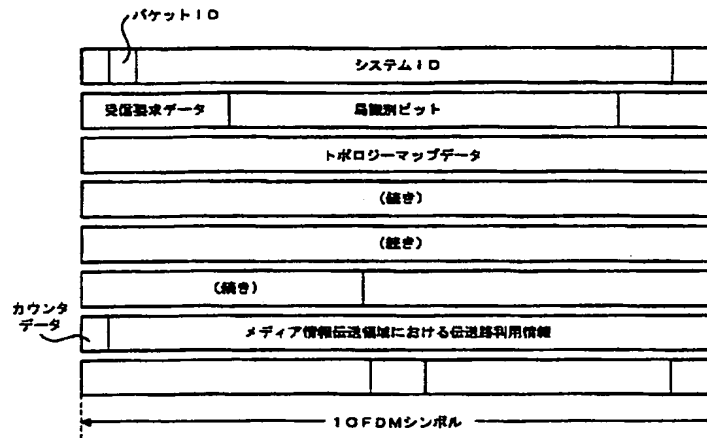 パケットID
システムID
受信要求データ
局識別ビット
トポロジーマップデータ
(続き)
(続き)
(続き)
カウンタ
データ
メディア情報伝送領域における伝送路利用情報
1OFDMシンボル